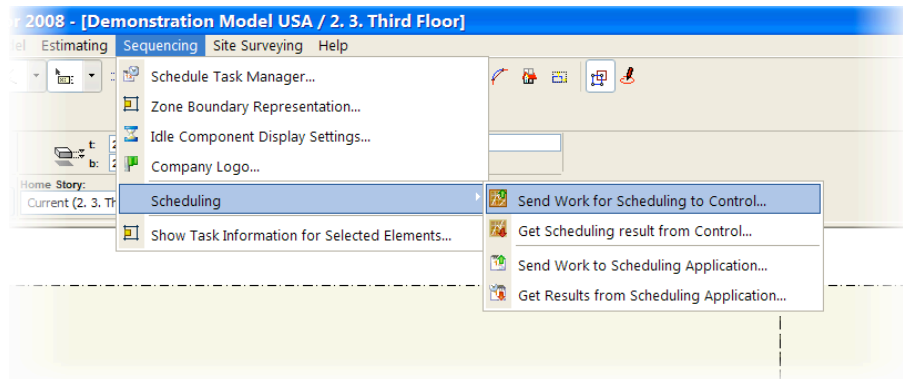 2008 - [Demonstration Model USA / 2. 3. Third Floor]
Estimating Sequencing Site Surveying Help
Schedule Task Manager...
Zone Boundary Representation...
Idle Component Display Settings...
t:
b:
Company Logo...
Home Story:
Current (2. 3. Th
Scheduling
Send Work for Scheduling to Control...
Show Task Information for Selected Elements...
Get Scheduling result from Control...
Send Work to Scheduling Application...
Get Results from Scheduling Application...